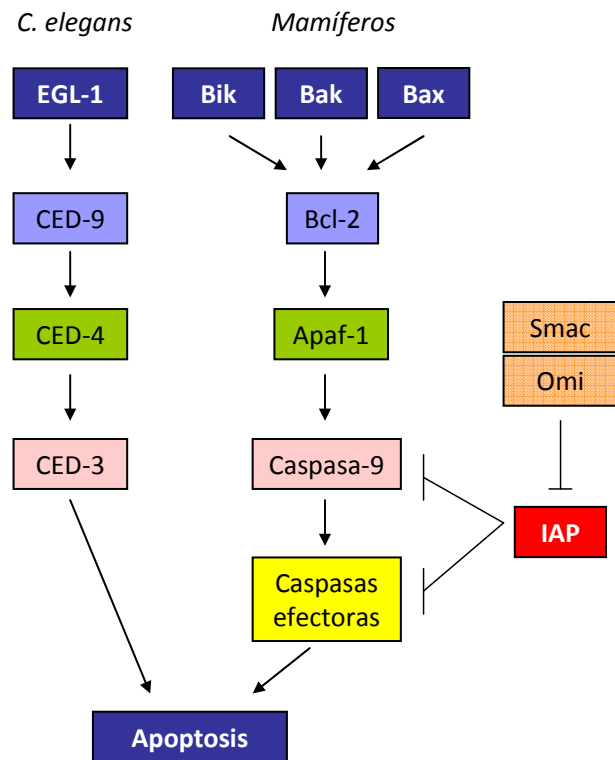 C. elegans
Mamíferos
EGL-1
Bik
Bak
Bax
CED-9
Bcl-2
CED-4
Apaf-1
Smac
Omi
CED-3
Caspasa-9
IAP
Caspasas
efectoras
Apoptosis